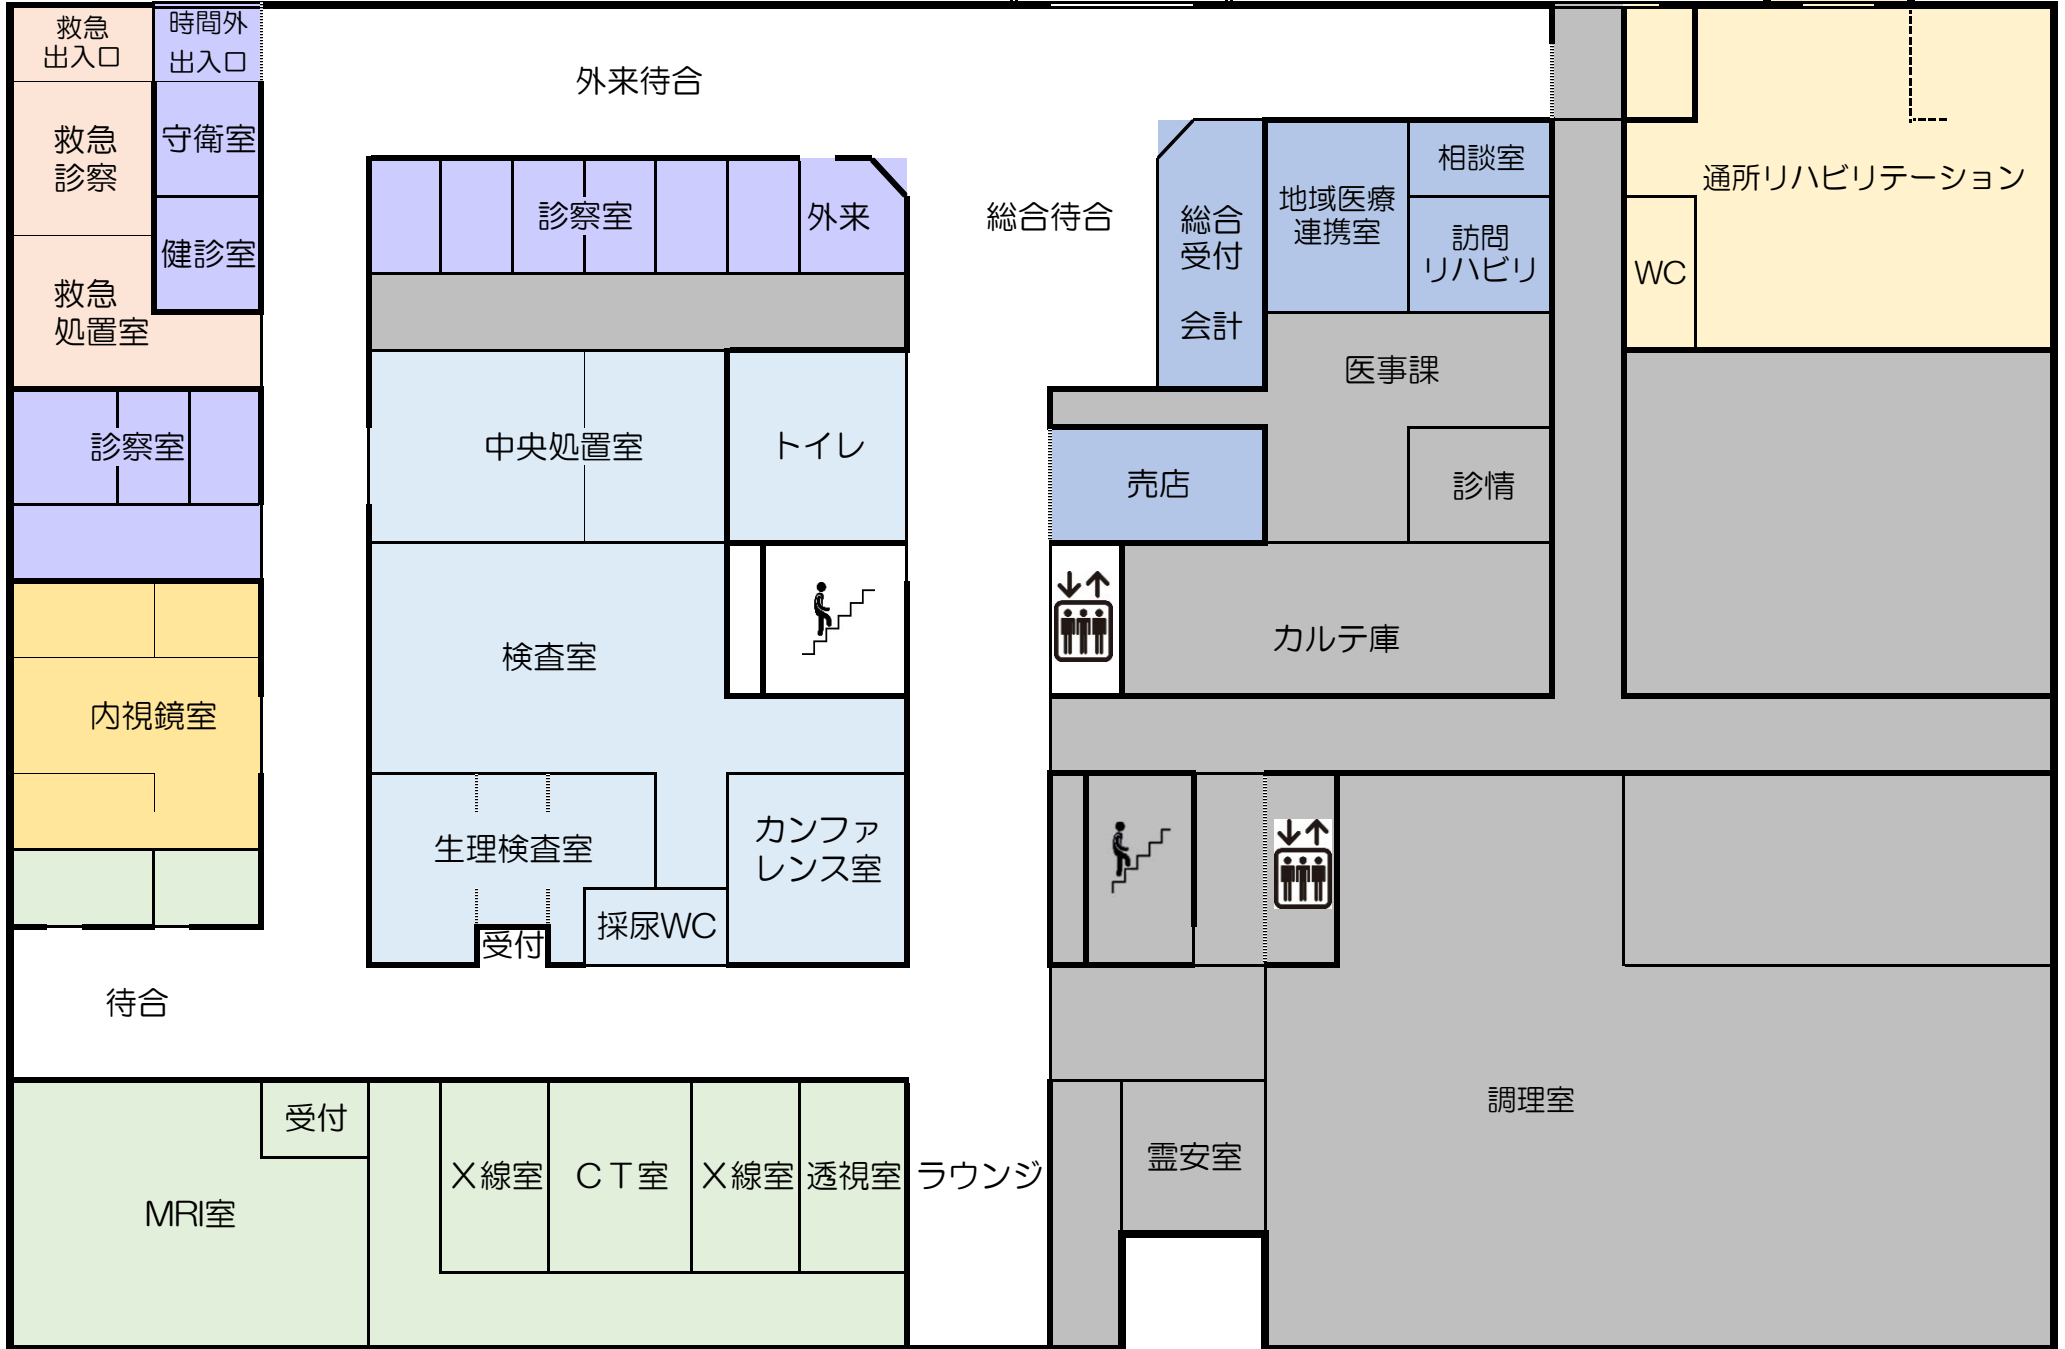 救急
出入口
時間外
出入口
外来待合
救急
診察
守衛室
健診室
救急
処置室
診察室
外来
総合待合
総合
受付
会計
地域医療
連携室
相談室
訪問
リハビリ
通所リハビリテーション
WC
医事課
診察室
中央処置室
トイレ
売店
診情
検査室
カルテ庫
内視鏡室
生理検査室
カンファ
レンス室
採尿WC
受付
待合
受付
MRI室
X線室
CT室
X線室
透視室
ラウンジ
霊安室
調理室